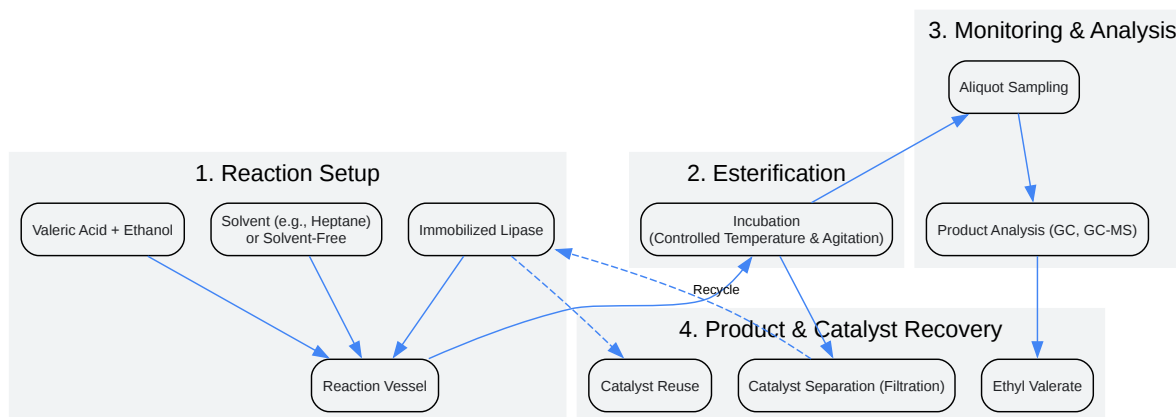 3. Monitoring & Analysis
Aliquot Sampling
1. Reaction Setup
2. Esterification
Valeric Acid + Ethanol
Solvent (e.g., Heptane)
or Solvent-Free
Immobilized Lipase
Incubation
(Controlled Temperature & Agitation)
Product Analysis (GC, GC-MS)
Recycle
4. Product & Catalyst Recovery
Reaction Vessel
Catalyst Reuse
Catalyst Separation (Filtration)
Ethyl Valerate